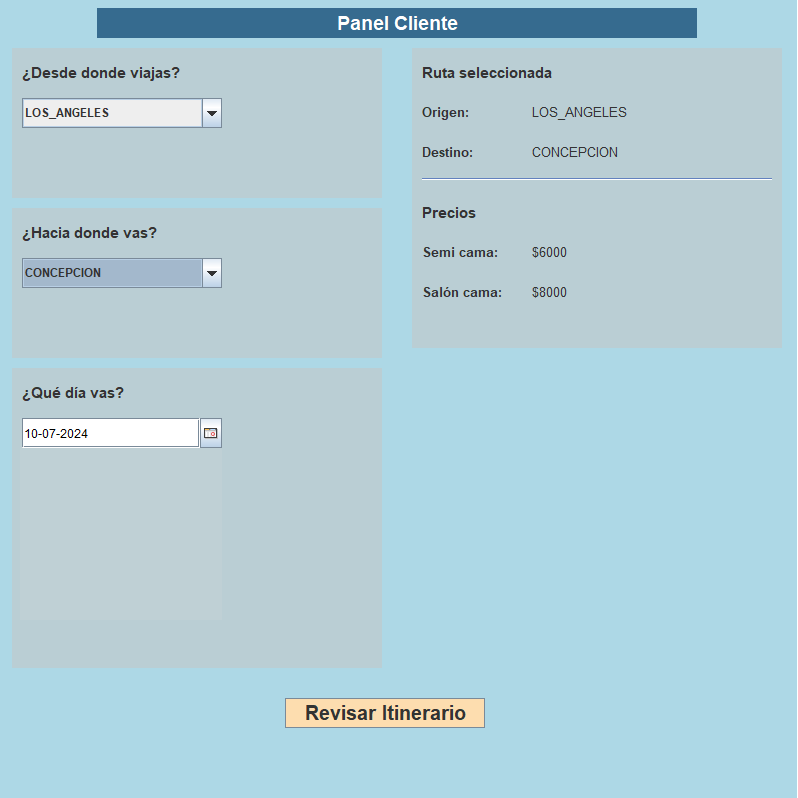 Panel Cliente
¿Desde donde viajas?
LOS_ANGELES
¿Hacia donde vas?
CONCEPCION
¿Qué día vas?
10-07-2024
Ruta seleccionada
Origen: LOS_ANGELES
Destino: CONCEPCION
Precios
Semi cama: $6000
Salón cama: $8000
Revisar Itinerario